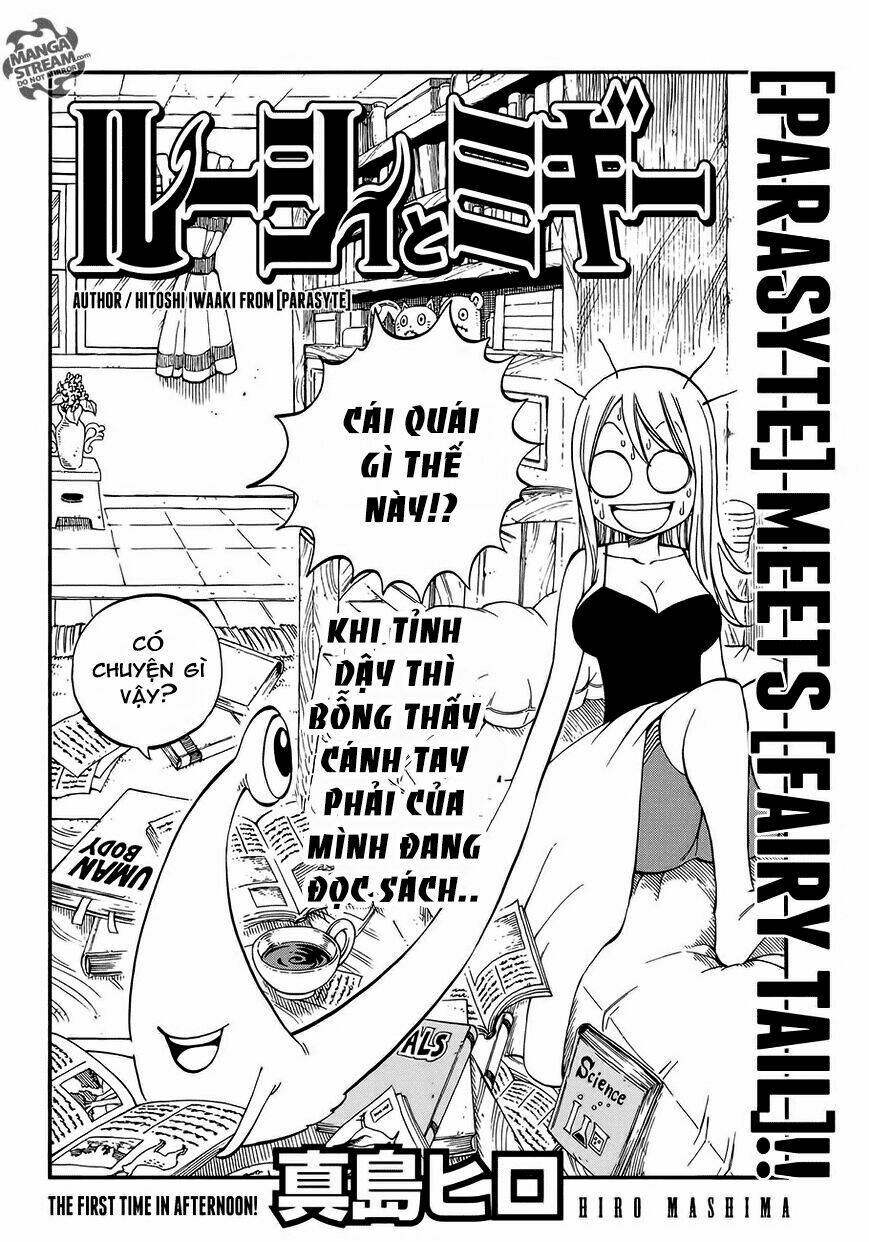 MANGA
STREAM.com
DO NOT MIRROR
ルーシィとミギー
AUTHOR / HITOSHI IWAAKI FROM [PARASYTE]
[PARASYTE] MEETS [FAIRY TAIL]!!
CÁI QUÁI
GÌ THẾ
NÀY!?
KHI TỈNH
DẬY THÌ
BỖNG THẤY
CÁNH TAY
PHẢI CỦA
MÌNH ĐANG
ĐỌC SÁCH..
CÓ
CHUYỆN GÌ
VẬY?
UMAN
BODY
ALS
Science
THE FIRST TIME IN AFTERNOON!
真島ヒロ
HIRO MASHIMA